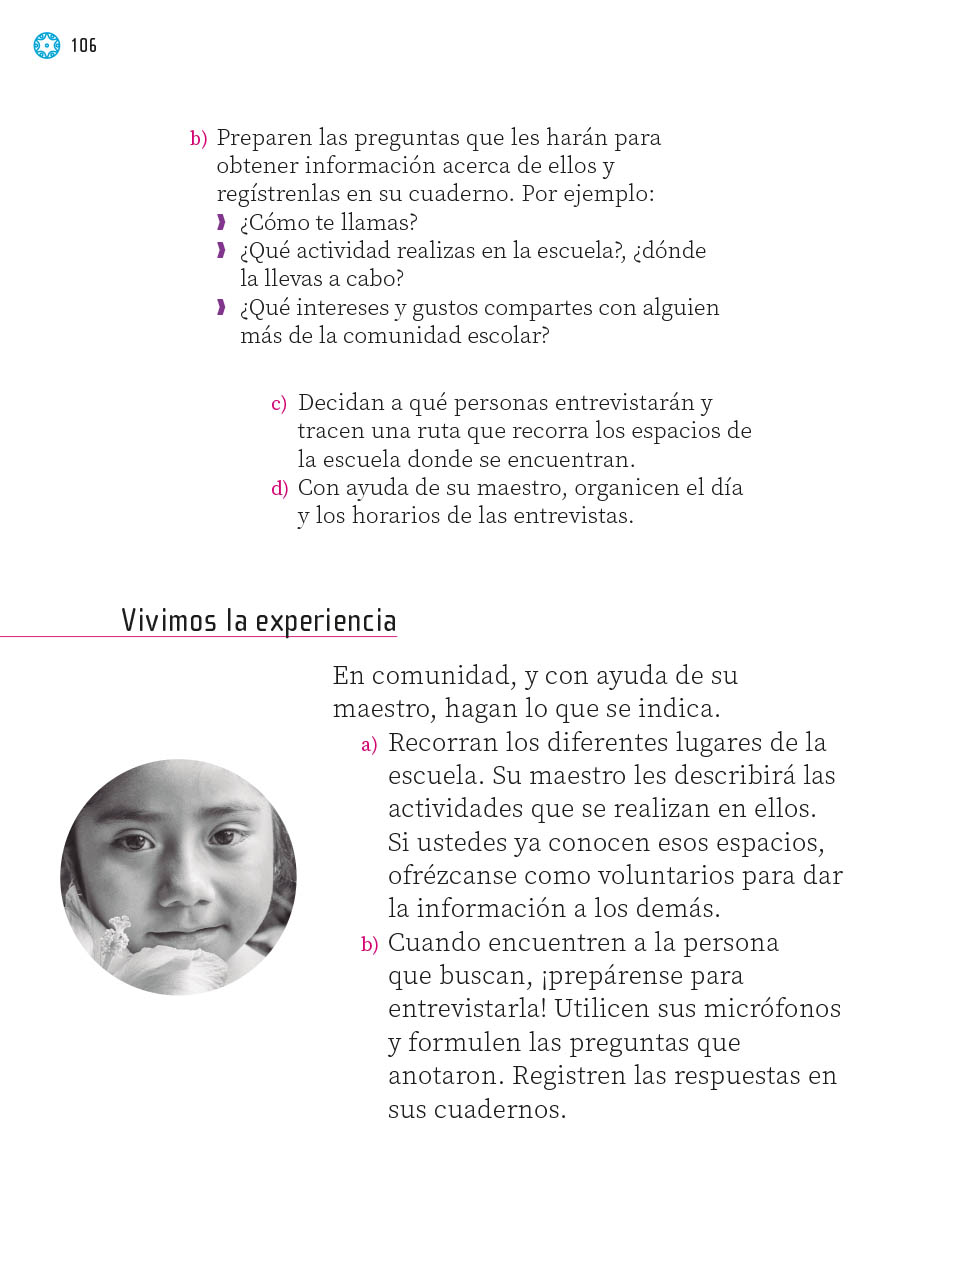 106
b) Preparen las preguntas que les harán para
obtener información acerca de ellos y
regístrenlas en su cuaderno. Por ejemplo:
¿Cómo te llamas?
¿Qué actividad realizas en la escuela?, ¿dónde
la llevas a cabo?
¿Qué intereses y gustos compartes con alguien
más de la comunidad escolar?
c) Decidan a qué personas entrevistarán y
tracen una ruta que recorra los espacios de
la escuela donde se encuentran.
d) Con ayuda de su maestro, organicen el día
y los horarios de las entrevistas.
Vivimos la experiencia
En comunidad, y con ayuda de su
maestro, hagan lo que se indica.
a) Recorran los diferentes lugares de la
escuela. Su maestro les describirá las
actividades que se realizan en ellos.
Si ustedes ya conocen esos espacios,
ofrézcanse como voluntarios para dar
la información a los demás.
b) Cuando encuentren a la persona
que buscan, ¡prepárense para
entrevistarla! Utilicen sus micrófonos
y formulen las preguntas que
anotaron. Registren las respuestas en
sus cuadernos.